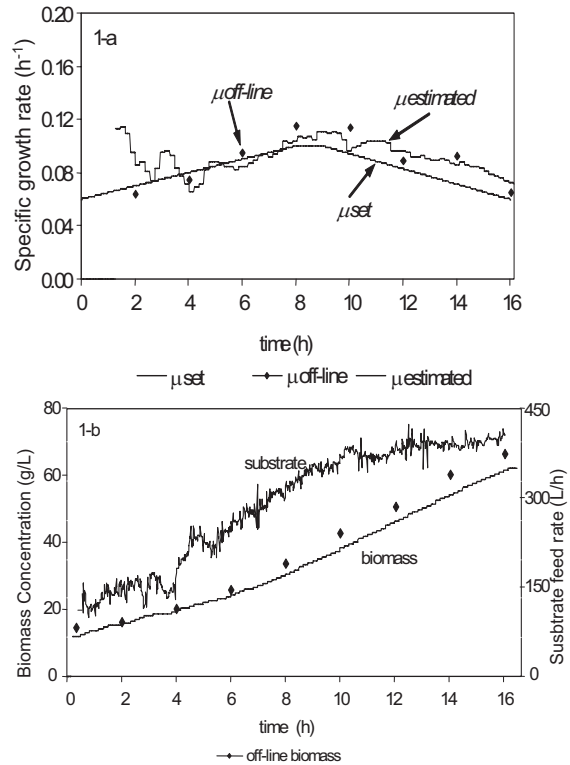 1-a
Specific growth rate (h-1)
0.20
0.16
0.12
0.08
0.04
0.00
μoff-line
μestimated
μset
0 2 4 6 8 10 12 14 16
time (h)
μset μoff-line μestimated
1-b
Biomass Concentration (g/L)
80
60
40
20
0
substrate
biomass
450
300
150
0
Susbtrate feed rate (L/h)
0 2 4 6 8 10 12 14 16
time (h)
off-line biomass